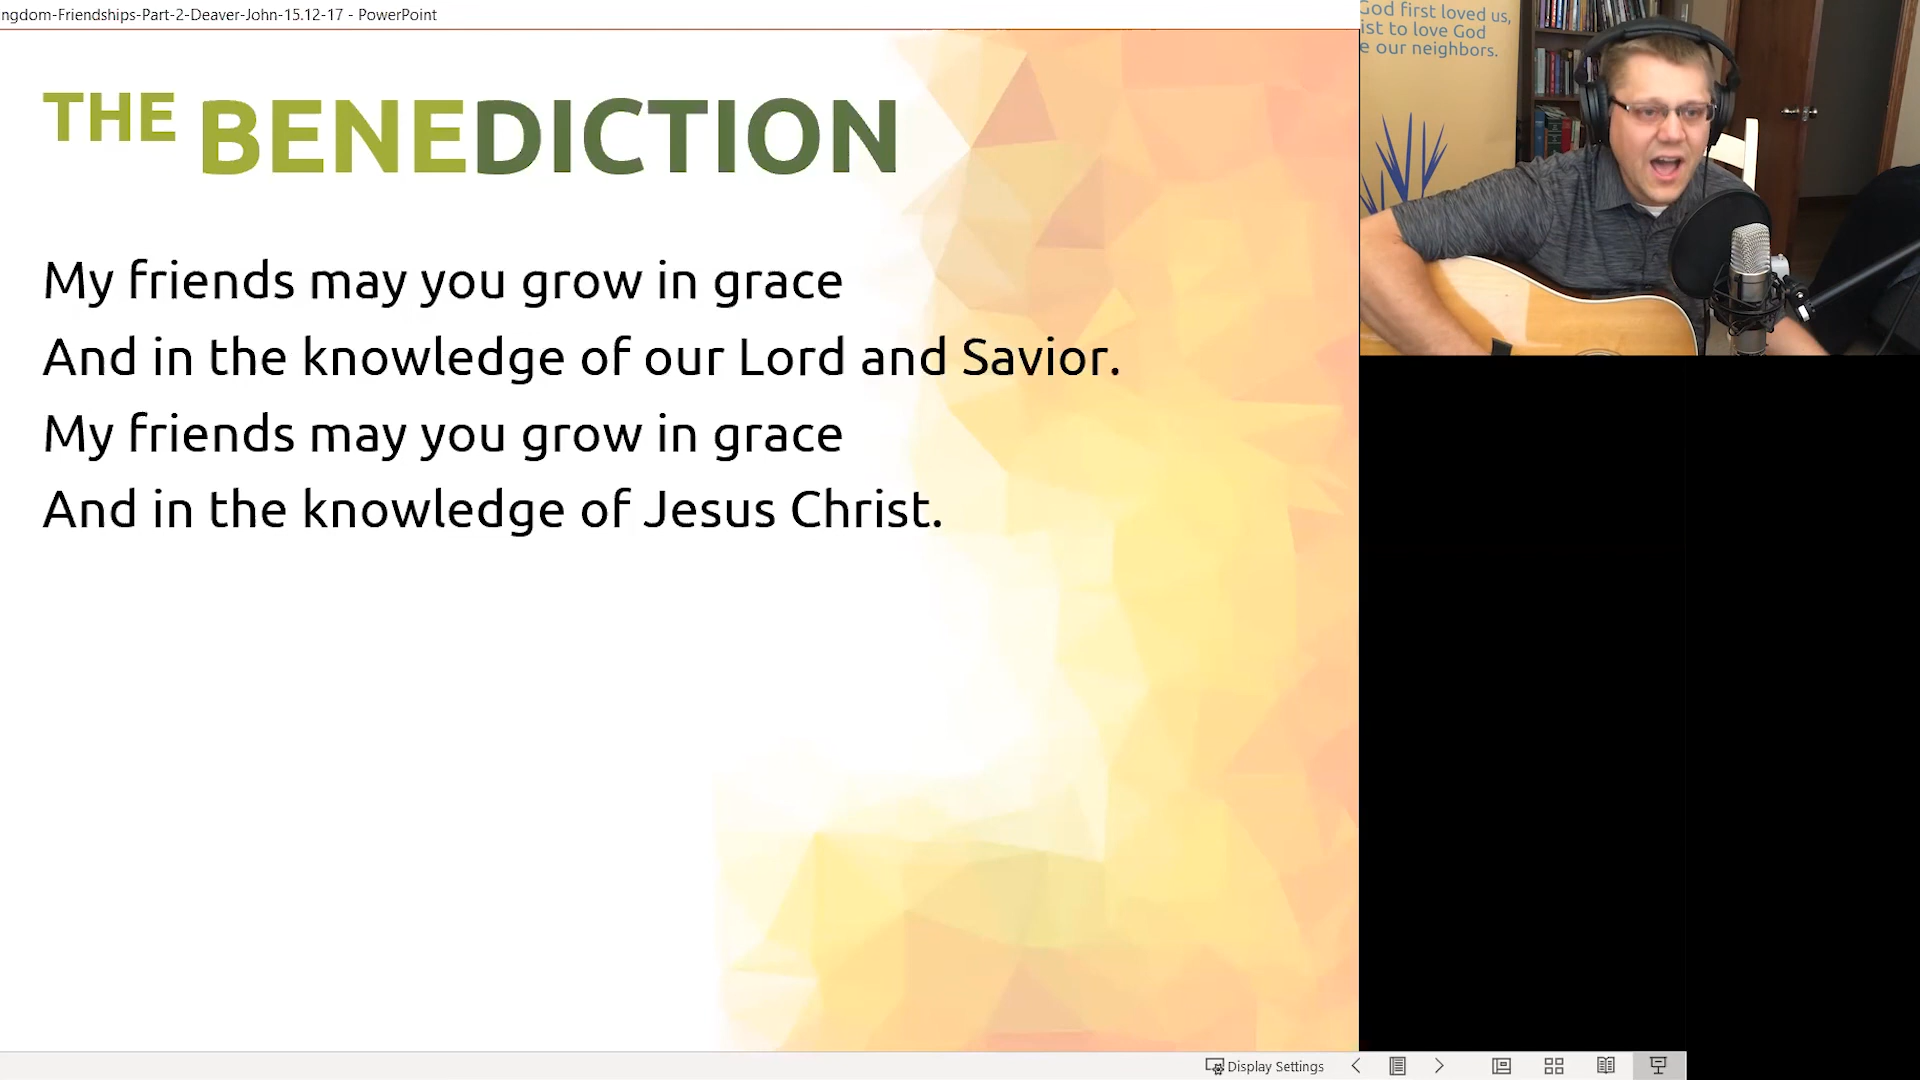 ngdom-Friendships-Part-2-Deaver-John-15.12-17 - PowerPoint
God first loved us,
ist to love God
e our neighbors.
THE BENEDICTION
My friends may you grow in grace
And in the knowledge of our Lord and Savior.
My friends may you grow in grace
And in the knowledge of Jesus Christ.
Display Settings